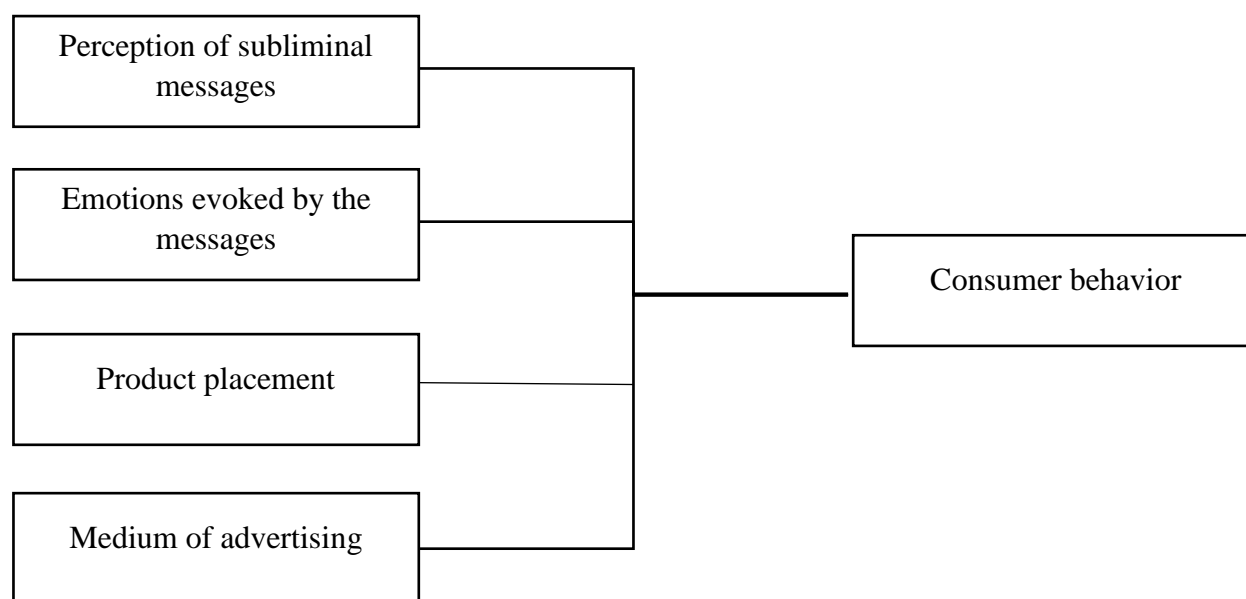 Perception of subliminal
messages
Emotions evoked by the
messages
Product placement
Medium of advertising
Consumer behavior